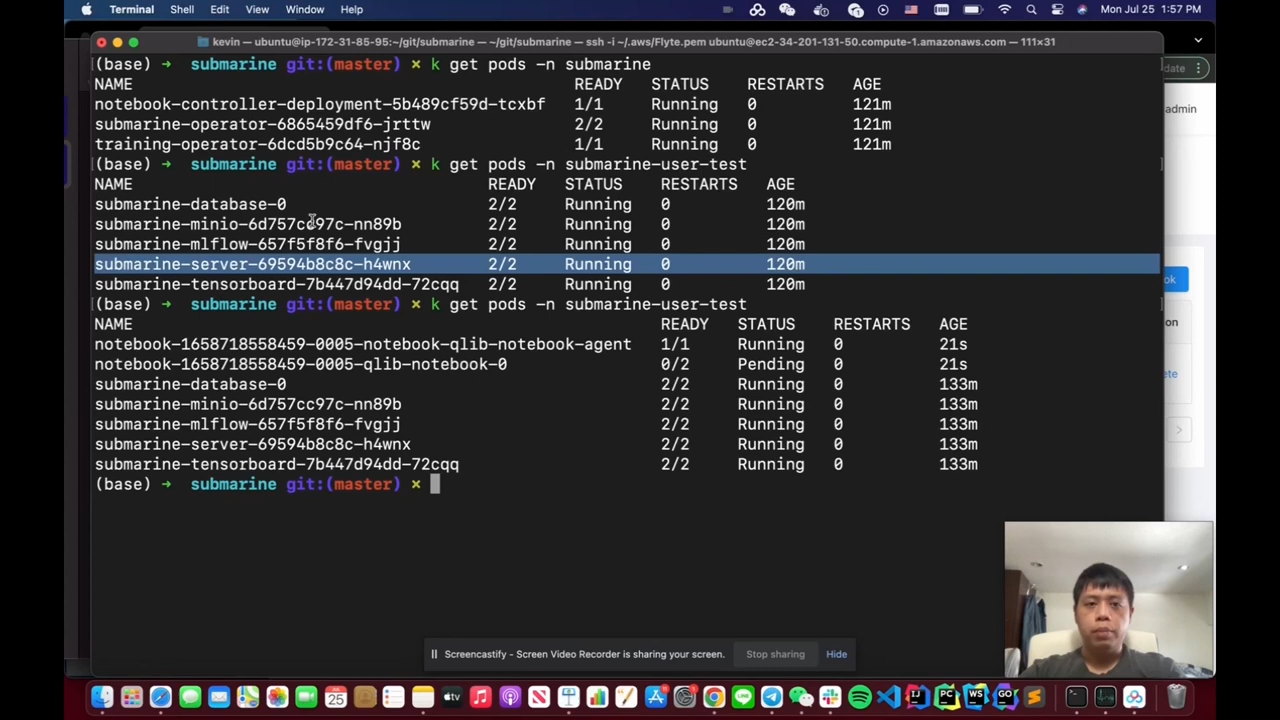 Terminal Shell Edit View Window Help Mon Jul 25 1:57 PM
kevin — ubuntu@ip-172-31-85-95:~/git/submarine — ~/git/submarine — ssh -i ~/.aws/Flyte.pem ubuntu@ec2-34-201-131-50.compute-1.amazonaws.com — 111×31
(base) → submarine git:(master) × k get pods -n submarine
NAME READY STATUS RESTARTS AGE
notebook-controller-deployment-5b489cf59d-tcxbf 1/1 Running 0 121m
submarine-operator-6865459df6-jrttw 2/2 Running 0 121m
training-operator-6dcd5b9c64-njf8c 1/1 Running 0 121m
(base) → submarine git:(master) × k get pods -n submarine-user-test
NAME READY STATUS RESTARTS AGE
submarine-database-0 2/2 Running 0 120m
submarine-minio-6d757cc97c-nn89b 2/2 Running 0 120m
submarine-mlflow-657f5f8f6-fvgjj 2/2 Running 0 120m
submarine-server-69594b8c8c-h4wnx 2/2 Running 0 120m
submarine-tensorboard-7b447d94dd-72cqq 2/2 Running 0 120m
(base) → submarine git:(master) × k get pods -n submarine-user-test
NAME READY STATUS RESTARTS AGE
notebook-1658718558459-0005-notebook-qlib-notebook-agent 1/1 Running 0 21s
notebook-1658718558459-0005-qlib-notebook-0 0/2 Pending 0 21s
submarine-database-0 2/2 Running 0 133m
submarine-minio-6d757cc97c-nn89b 2/2 Running 0 133m
submarine-mlflow-657f5f8f6-fvgjj 2/2 Running 0 133m
submarine-server-69594b8c8c-h4wnx 2/2 Running 0 133m
submarine-tensorboard-7b447d94dd-72cqq 2/2 Running 0 133m
(base) → submarine git:(master) ×
date
admin
ok
on
ete
Screencastify - Screen Video Recorder is sharing your screen. Stop sharing Hide